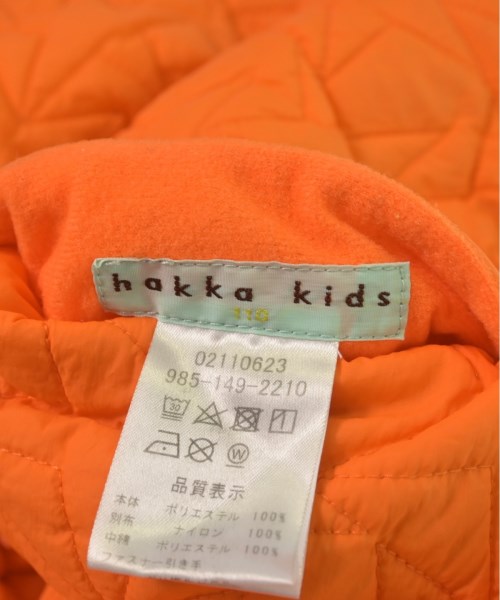 hakka kids
110
02110623
985-149-2210
30
W
品質表示
本体 ポリエステル 100%
別布 ナイロン 100%
中綿 ポリエステル 100%
ファスナー引き手